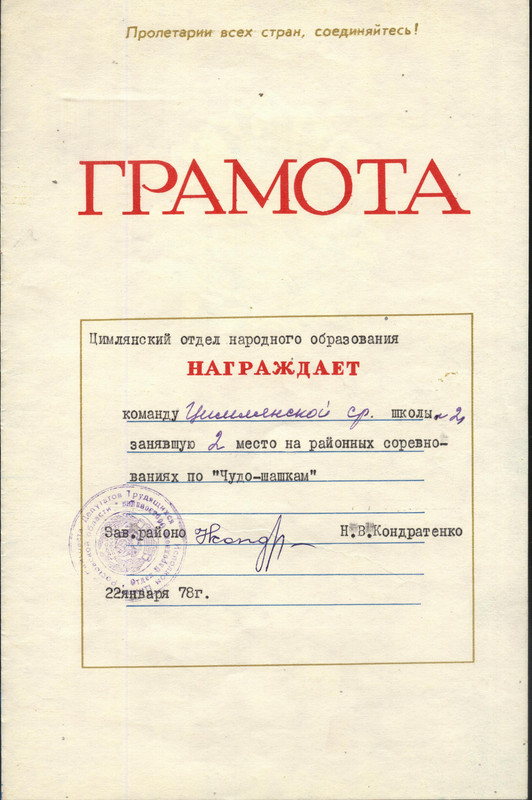 Пролетарии всех стран, соединяйтесь!
ГРАМОТА
Цимлянский отдел народного образования
НАГРАЖДАЕТ
команду Цимлянской ср. школы №2,
занявшую 2 место на районных соревно-
ваниях по "Чудо-шашкам"
Зав.районо Н.В.Кондратенко
22января 78г.